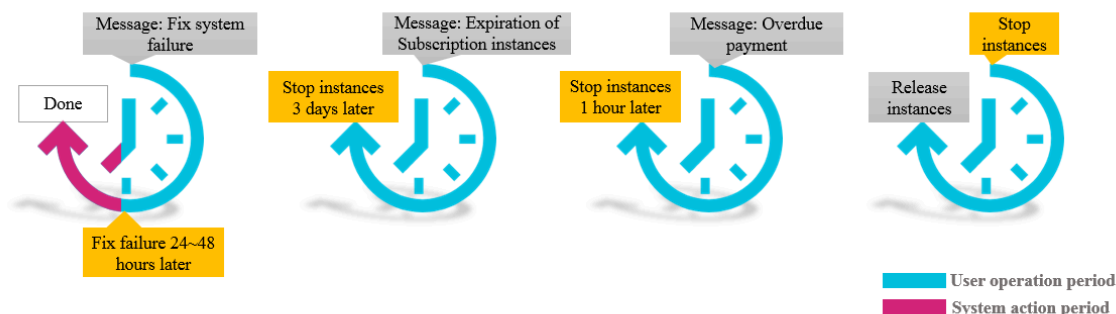 Message: Fix system
failure
Done
Fix failure 24~48
hours later
Message: Expiration of
Subscription instances
Stop instances
3 days later
Message: Overdue
payment
Stop instances
1 hour later
Stop
instances
Release
instances
User operation period
System action period